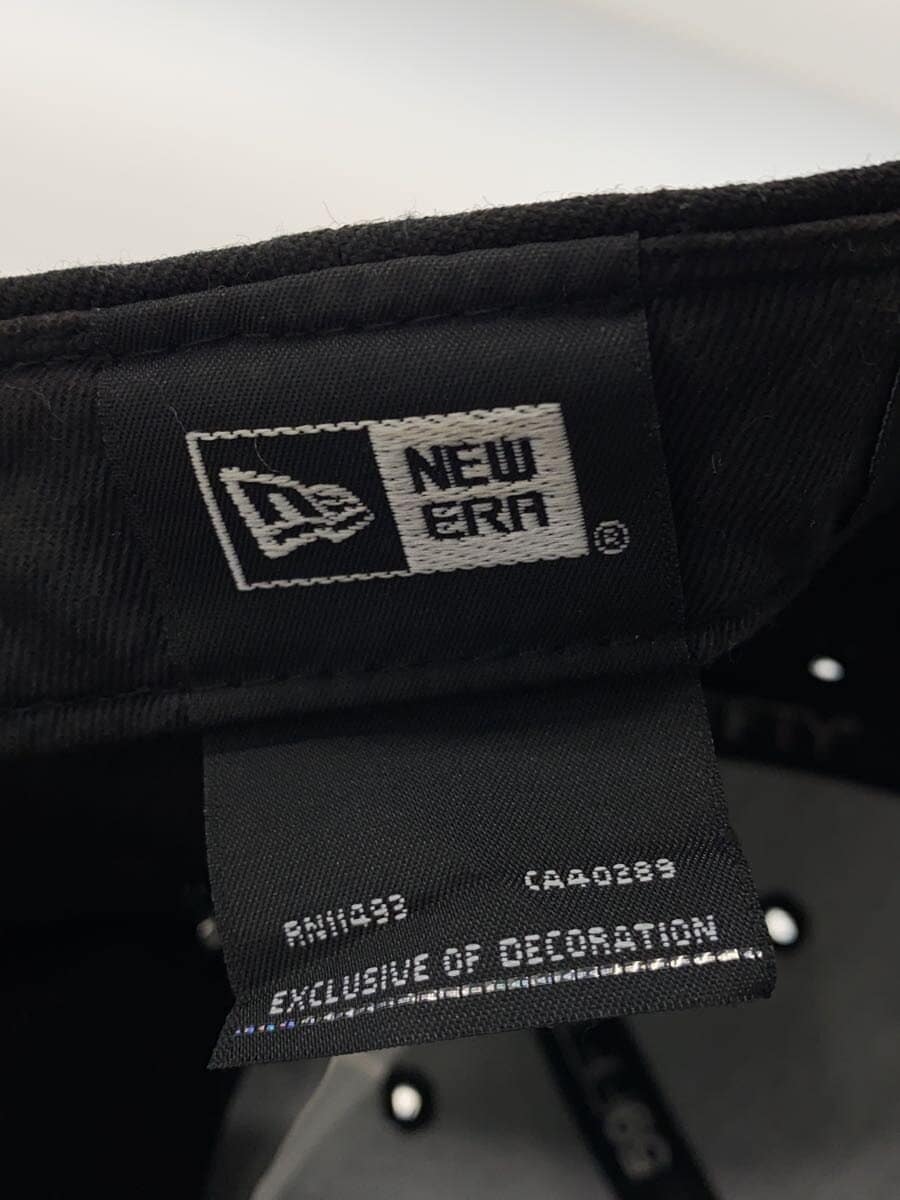 NEW
ERA
®
RN11493 CA40289
EXCLUSIVE OF DECORATION